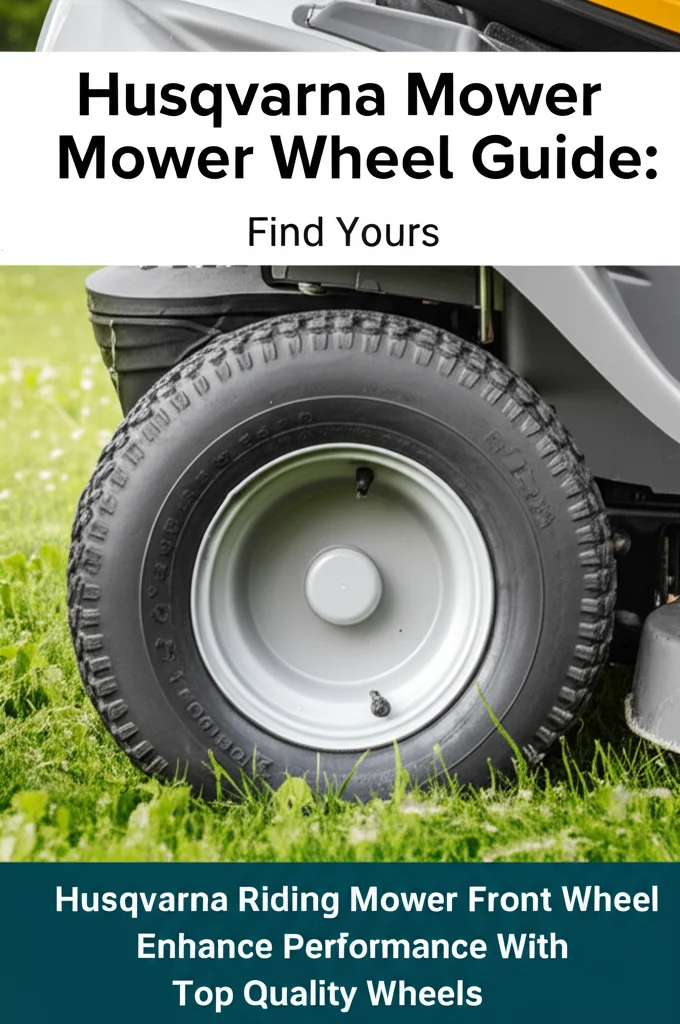 Husqvarna Mower
Mower Wheel Guide:
Find Yours
Husqvarna Riding Mower Front Wheel
Enhance Performance With
Top Quality Wheels